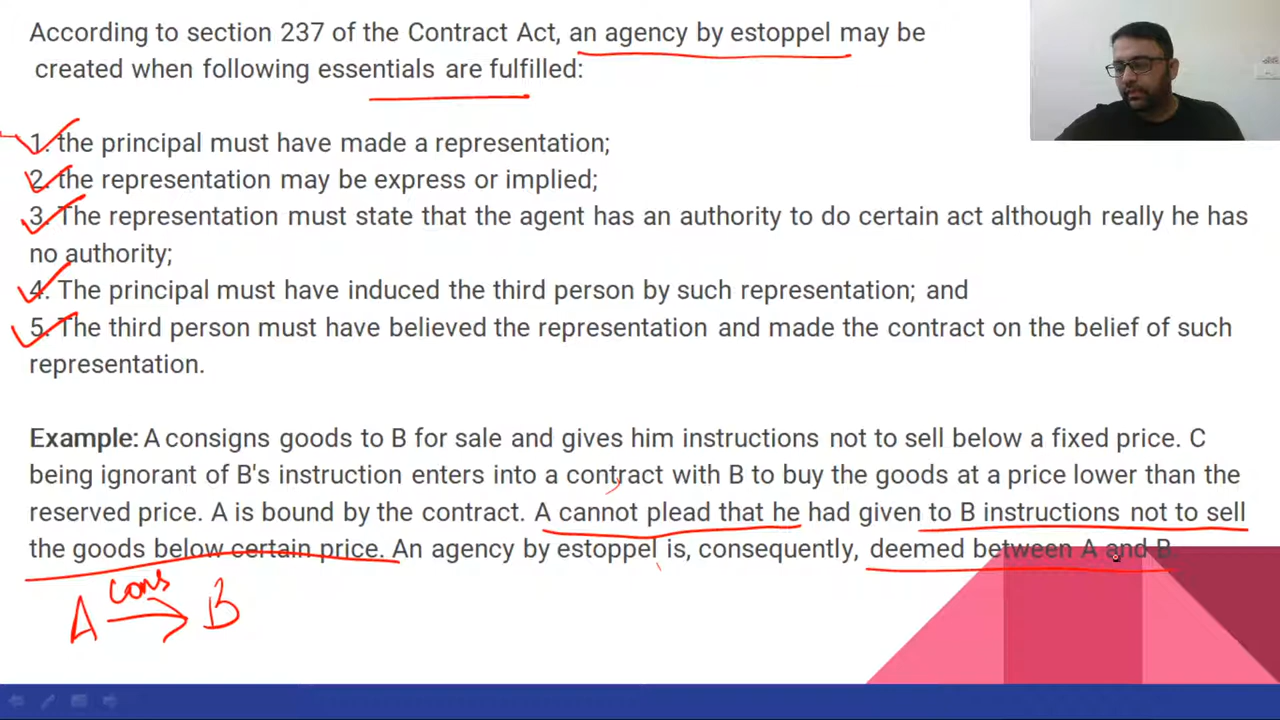 According to section 237 of the Contract Act, an agency by estoppel may be
created when following essentials are fulfilled:
1. the principal must have made a representation;
2. the representation may be express or implied;
3. The representation must state that the agent has an authority to do certain act although really he has
no authority;
4. The principal must have induced the third person by such representation; and
5. The third person must have believed the representation and made the contract on the belief of such
representation.
Example: A consigns goods to B for sale and gives him instructions not to sell below a fixed price. C
being ignorant of B's instruction enters into a contract with B to buy the goods at a price lower than the
reserved price. A is bound by the contract. A cannot plead that he had given to B instructions not to sell
the goods below certain price. An agency by estoppel is, consequently, deemed between A and B.
cons
A → B